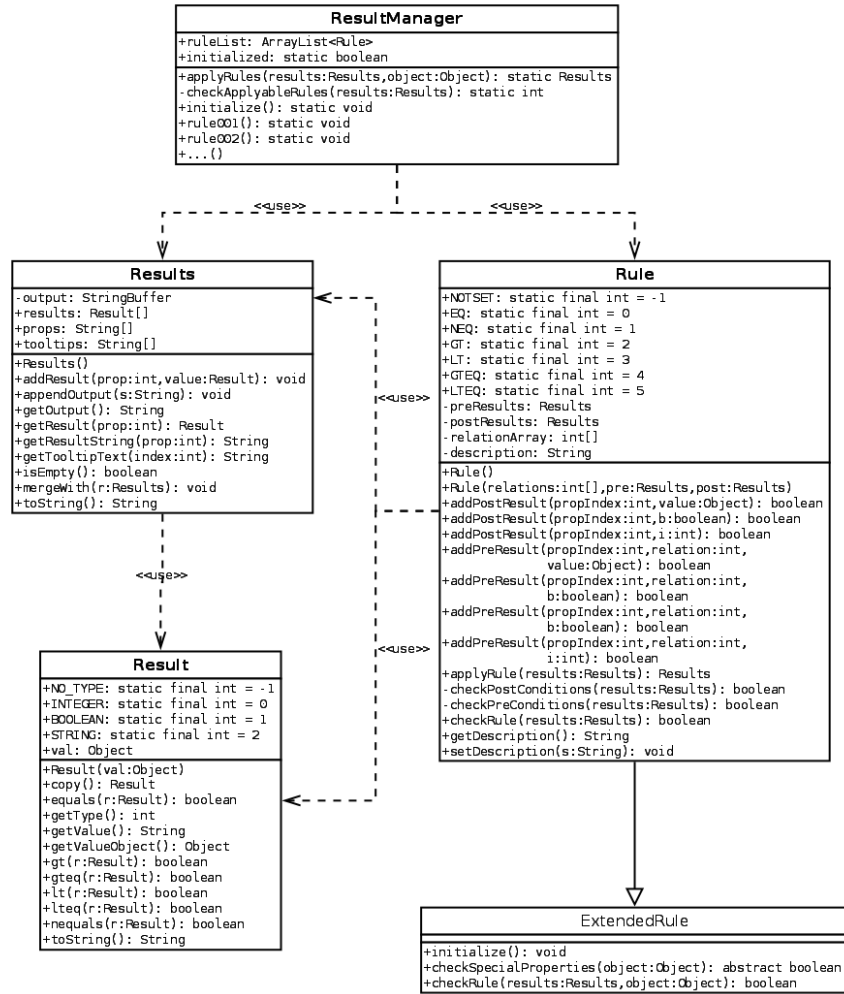 ResultManager
+ruleList: ArrayList<Rule>
+initialized: static boolean
+applyRules(results:Results,object:Object): static Results
-checkApplyableRules(results:Results): static int
+initialize(): static void
+rule001(): static void
+rule002(): static void
+...()
<<use>>
<<use>>
Results
-output: StringBuffer
+results: Result[]
+props: String[]
+tooltips: String[]
+Results()
+addResult(prop:int,value:Result): void
+appendOutput(s:String): void
+getOutput(): String
+getResult(prop:int): Result
+getResultString(prop:int): String
+getTooltipText(index:int): String
+isEmpty(): boolean
+mergeWith(r:Results): void
+toString(): String
<<use>>
Rule
+NOTSET: static final int = -1
+EQ: static final int = 0
+NEQ: static final int = 1
+GT: static final int = 2
+LT: static final int = 3
+GTEQ: static final int = 4
+LTEQ: static final int = 5
-preResults: Results
-postResults: Results
-relationArray: int[]
-description: String
+Rule()
+Rule(relations:int[],pre:Results,post:Results)
+addPostResult(propIndex:int,value:Object): boolean
+addPostResult(propIndex:int,b:boolean): boolean
+addPostResult(propIndex:int,i:int): boolean
+addPreResult(propIndex:int,relation:int,
value:Object): boolean
+addPreResult(propIndex:int,relation:int,
b:boolean): boolean
+addPreResult(propIndex:int,relation:int,
b:boolean): boolean
+addPreResult(propIndex:int,relation:int,
i:int): boolean
+applyRule(results:Results): Results
-checkPostConditions(results:Results): boolean
-checkPreConditions(results:Results): boolean
+checkRule(results:Results): boolean
+getDescription(): String
+setDescription(s:String): void
<<use>>
<<use>>
Result
+NO_TYPE: static final int = -1
+INTEGER: static final int = 0
+BOOLEAN: static final int = 1
+STRING: static final int = 2
+val: Object
+Result(val:Object)
+copy(): Result
+equals(r:Result): boolean
+getType(): int
+getValue(): String
+getValueObject(): Object
+gt(r:Result): boolean
+gteq(r:Result): boolean
+lt(r:Result): boolean
+lteq(r:Result): boolean
+nequals(r:Result): boolean
+toString(): String
ExtendedRule
+initialize(): void
+checkSpecialProperties(object:Object): abstract boolean
+checkRule(results:Results,object:Object): boolean